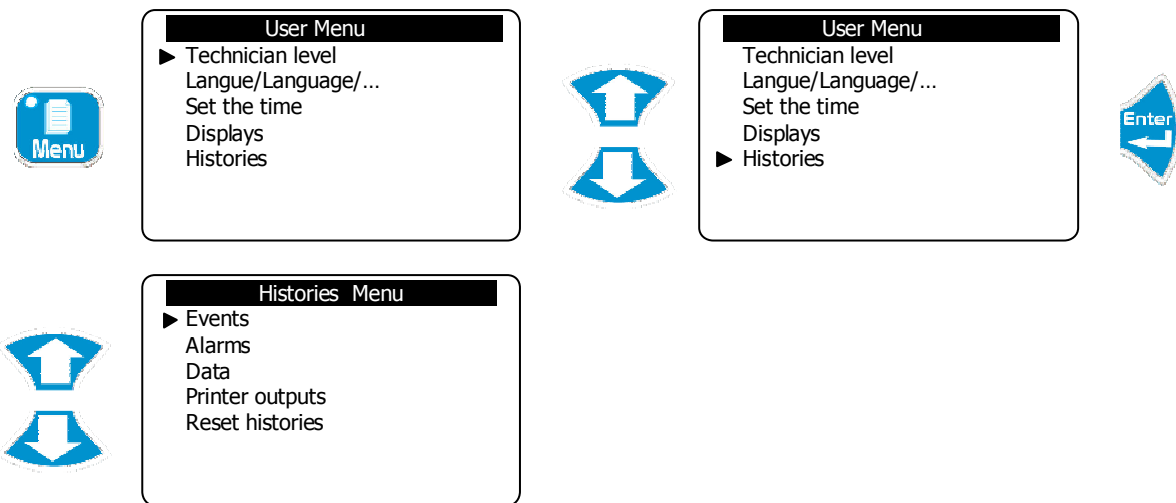 Menu
User Menu
Technician level
Langue/Language/...
Set the time
Displays
Histories
User Menu
Technician level
Langue/Language/...
Set the time
Displays
Histories
Enter
Histories Menu
Events
Alarms
Data
Printer outputs
Reset histories